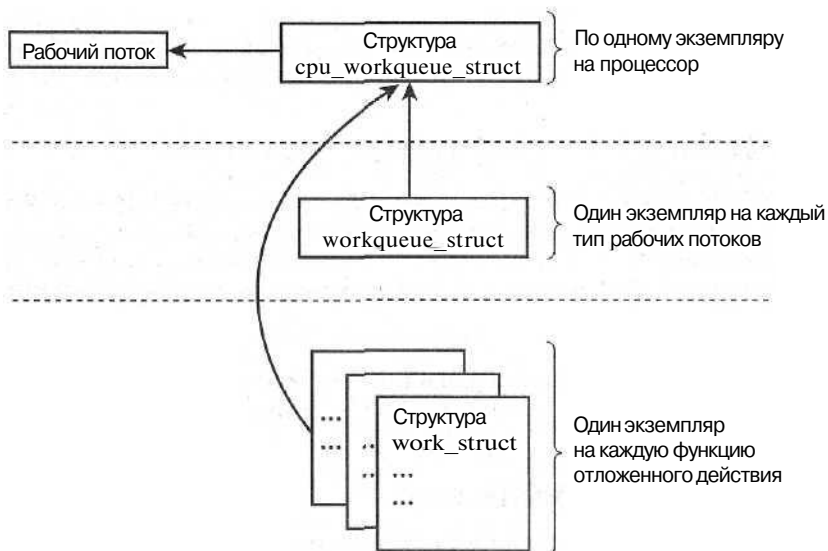 Рабочий поток
Структура
cpu_workqueue_struct
По одному экземпляру
на процессор
Структура
workqueue_struct
Один экземпляр на каждый
тип рабочих потоков
...
...
...
...
Структура
work_struct
...
...
Один экземпляр
на каждую функцию
отложенного действия